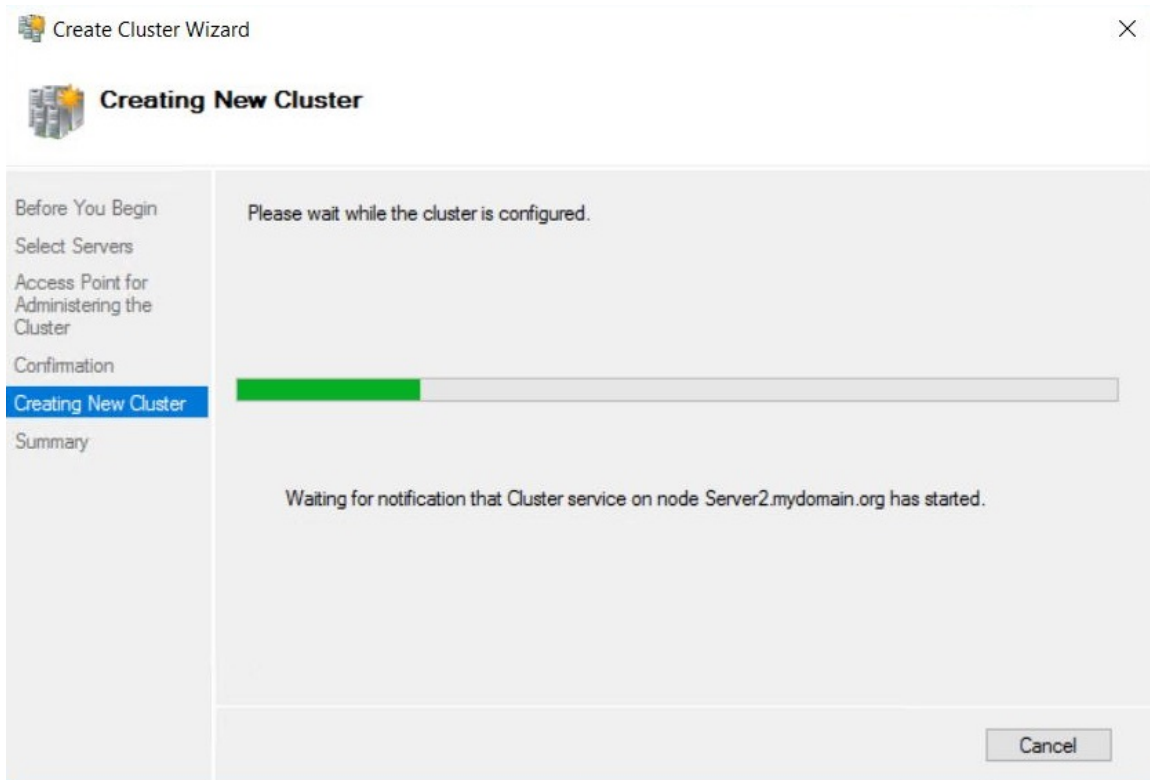 Create Cluster Wizard
Creating New Cluster
Before You Begin
Select Servers
Access Point for
Administering the
Cluster
Confirmation
Creating New Cluster
Summary
Please wait while the cluster is configured.
Waiting for notification that Cluster service on node Server2.mydomain.org has started.
Cancel